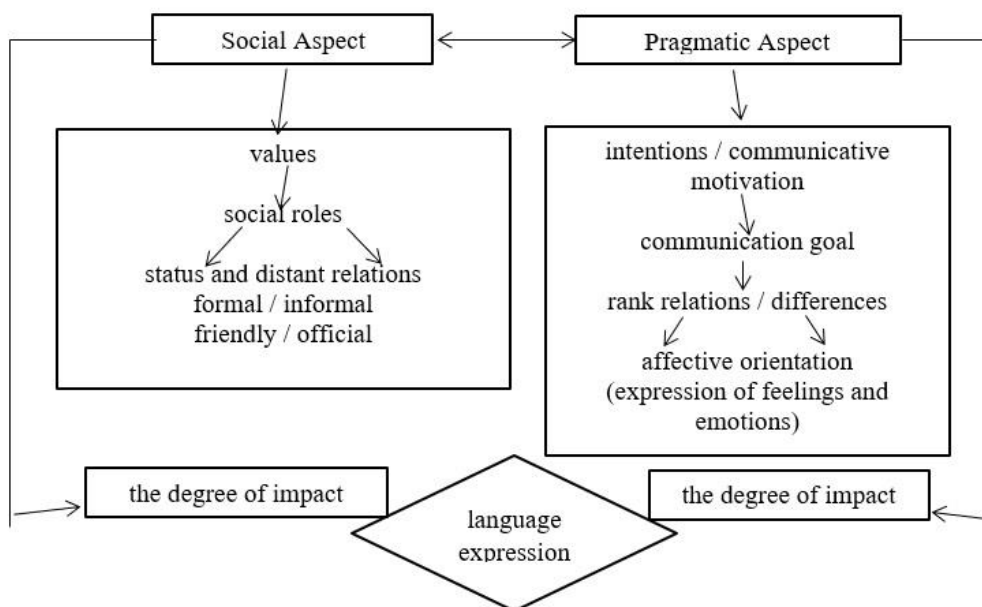 Social Aspect
Pragmatic Aspect
values
social roles
status and distant relations
formal / informal
friendly / official
intentions / communicative
motivation
communication goal
rank relations / differences
affective orientation
(expression of feelings and
emotions)
the degree of impact
the degree of impact
language
expression